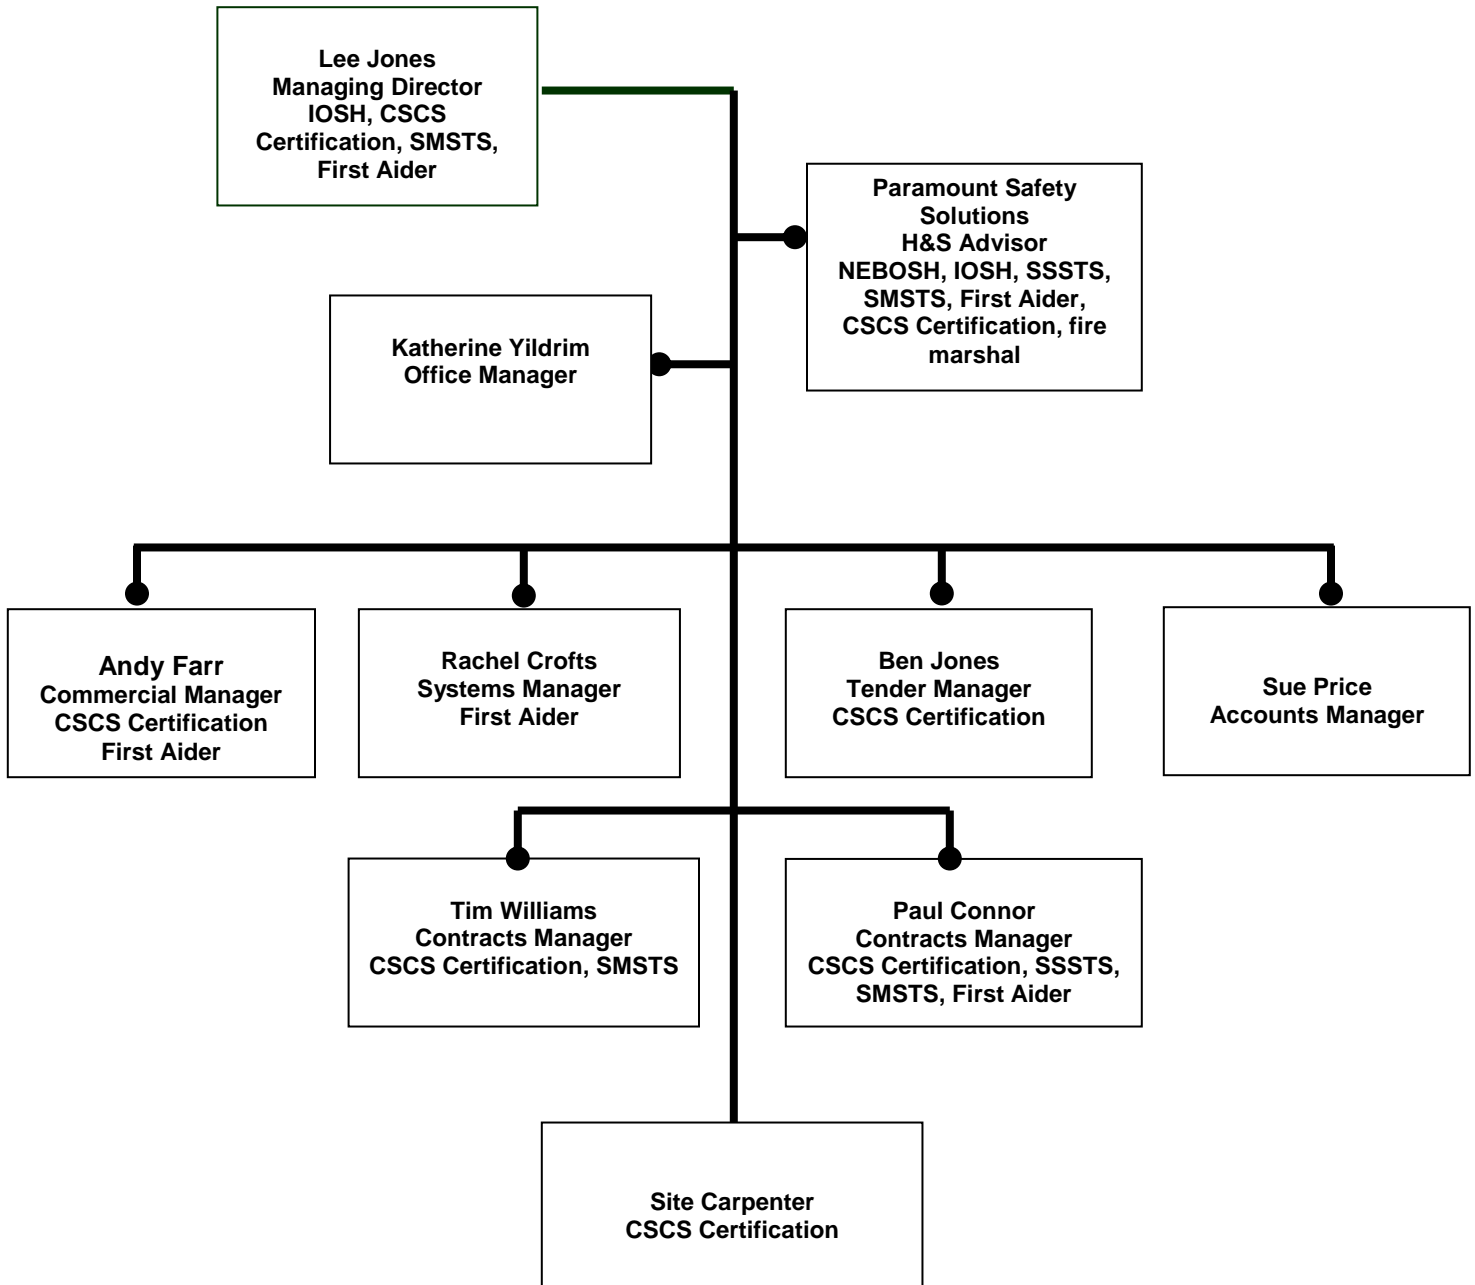 Lee Jones
Managing Director
IOSH, CSCS
Certification, SMSTS,
First Aider
Paramount Safety
Solutions
H&S Advisor
NEBOSH, IOSH, SSSTS,
SMSTS, First Aider,
CSCS Certification, fire
marshal
Katherine Yildrim
Office Manager
Andy Farr
Commercial Manager
CSCS Certification
First Aider
Rachel Crofts
Systems Manager
First Aider
Ben Jones
Tender Manager
CSCS Certification
Sue Price
Accounts Manager
Tim Williams
Contracts Manager
CSCS Certification, SMSTS
Paul Connor
Contracts Manager
CSCS Certification, SSSTS,
SMSTS, First Aider
Site Carpenter
CSCS Certification